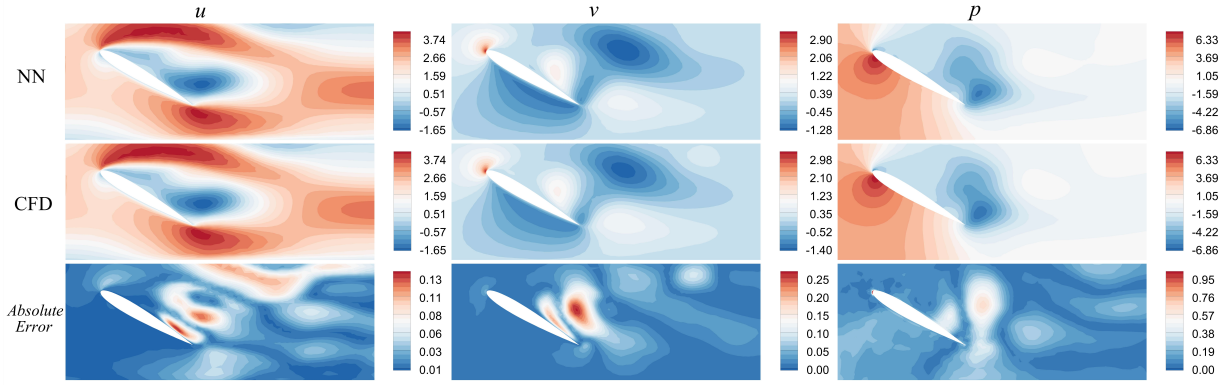 u v p
NN
3.74 2.90 6.33
2.66 2.06 3.69
1.59 1.22 1.05
0.51 0.39 -1.59
-0.57 -0.45 -4.22
-1.65 -1.28 -6.86
CFD
3.74 2.98 6.33
2.66 2.10 3.69
1.59 1.23 1.05
0.51 0.35 -1.59
-0.57 -0.52 -4.22
-1.65 -1.40 -6.86
Absolute
Error
0.13 0.25 0.95
0.11 0.20 0.76
0.08 0.15 0.57
0.06 0.10 0.38
0.03 0.05 0.19
0.01 0.00 0.00